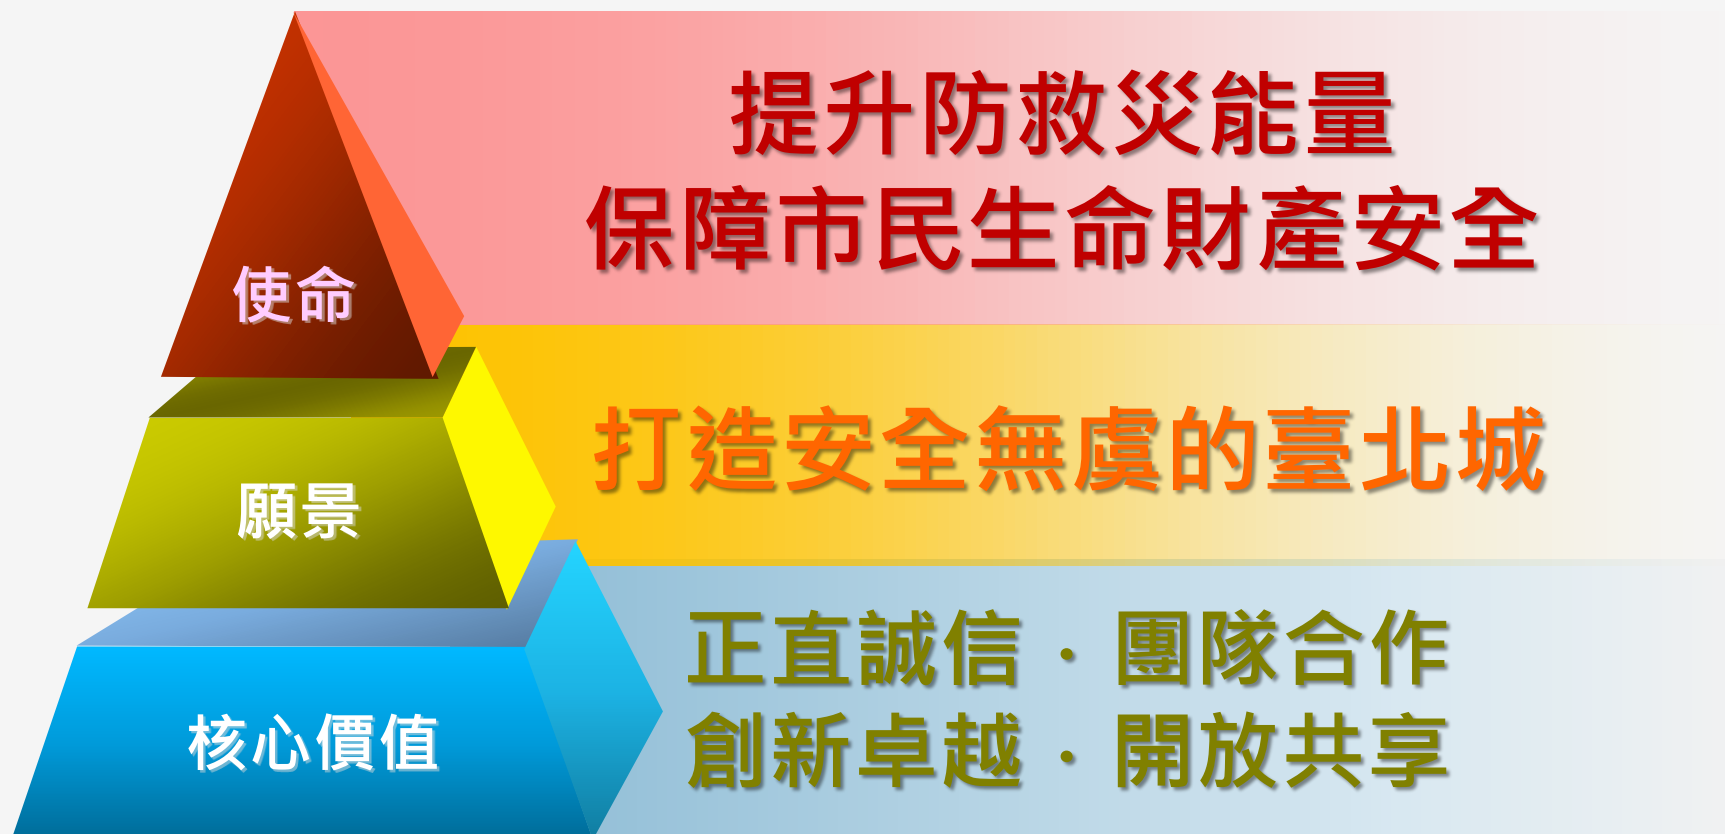 使命
提升防救災能量
保障市民生命財產安全
願景
打造安全無虞的臺北城
核心價值
正直誠信．團隊合作
創新卓越．開放共享